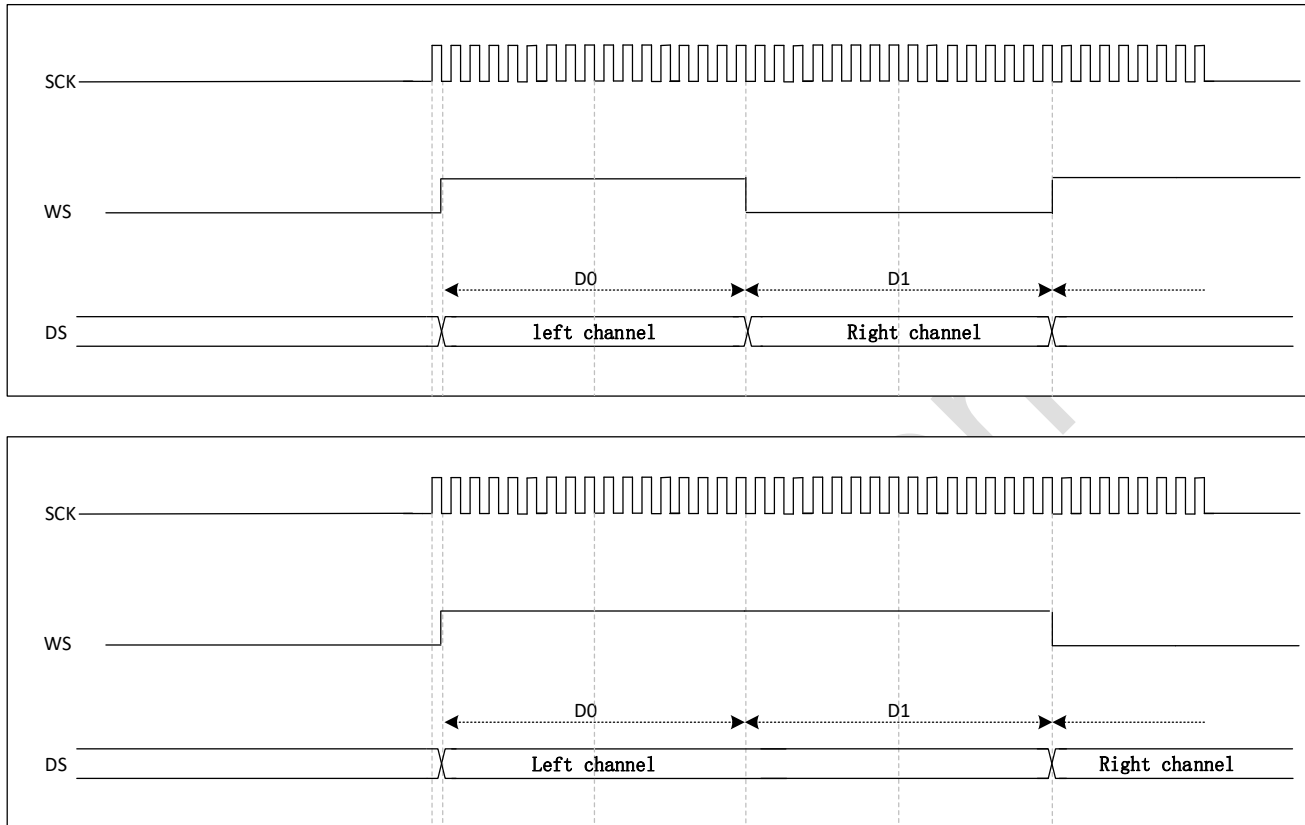 SCK
WS
D0 D1
DS left channel Right channel
SCK
WS
D0 D1
DS Left channel Right channel